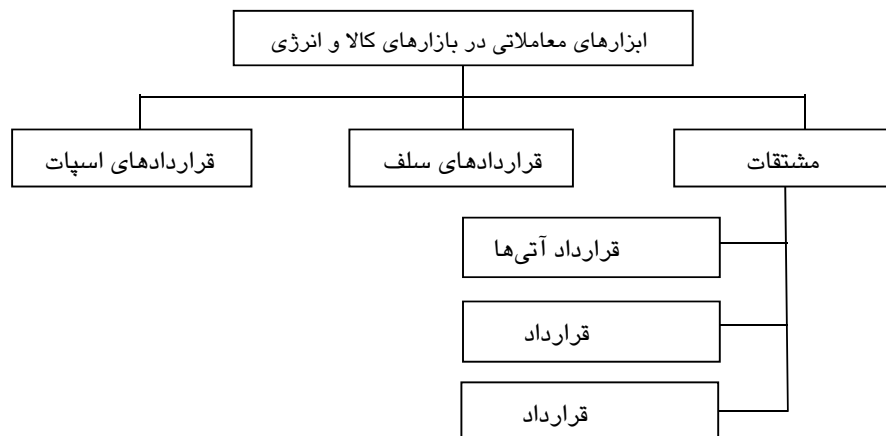 ابزارهای معاملاتی در بازارهای کالا و انرژی
مشتقات
قراردادهای سلف
قراردادهای اسپات
قرارداد آتی‌ها
قرارداد
قرارداد